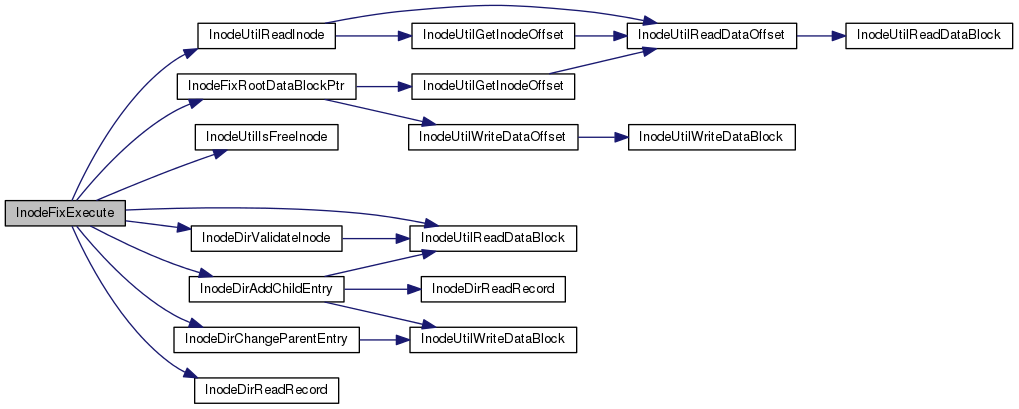 InodeUtilReadInode
InodeUtilGetInodeOffset
InodeUtilReadDataOffset
InodeUtilReadDataBlock
InodeFixRootDataBlockPtr
InodeUtilGetInodeOffset
InodeUtilIsFreeInode
InodeUtilWriteDataOffset
InodeUtilWriteDataBlock
InodeFixExecute
InodeDirValidateInode
InodeUtilReadDataBlock
InodeDirAddChildEntry
InodeDirReadRecord
InodeDirChangeParentEntry
InodeUtilWriteDataBlock
InodeDirReadRecord